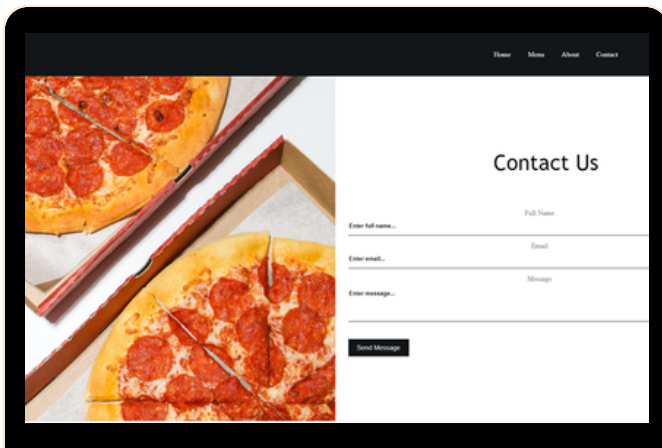 Home Menu About Contact
Contact Us
Full Name
Enter full name...
Email
Enter email...
Message
Enter message...
Send Message